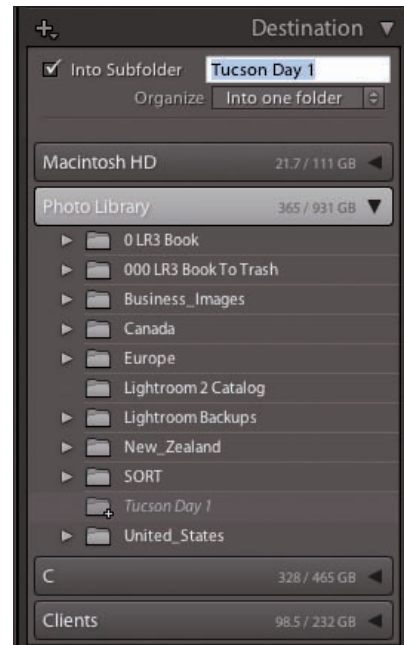 Destination
Into Subfolder Tucson Day 1
Organize Into one folder
Macintosh HD 21.7 / 111 GB
Photo Library 365 / 931 GB
0 LR3 Book
000 LR3 Book To Trash
Business_Images
Canada
Europe
Lightroom 2 Catalog
Lightroom Backups
New_Zealand
SORT
Tucson Day 1
United_States
C 328 / 465 GB
Clients 98.5 / 232 GB